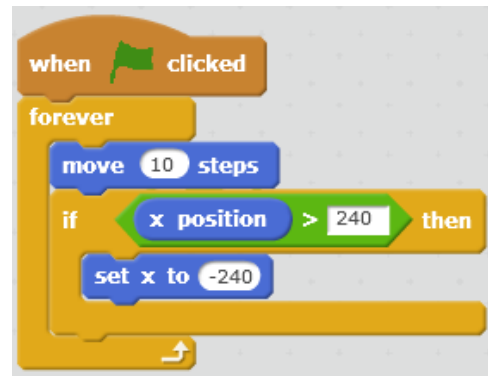 when clicked
forever
move 10 steps
if x position > 240 then
set x to -240